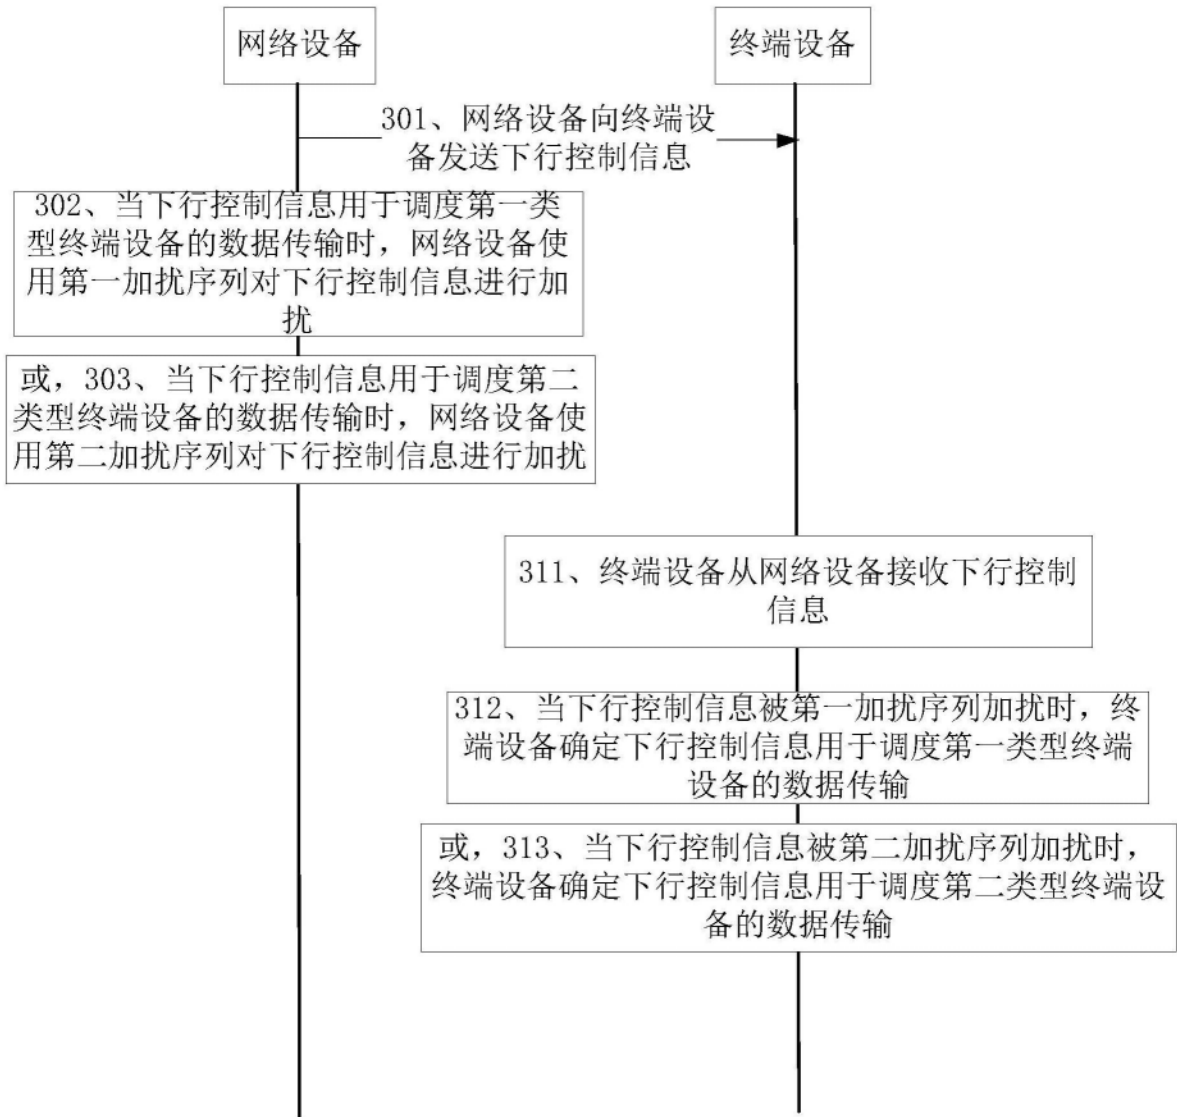 网络设备
终端设备
301、网络设备向终端设
备发送下行控制信息
302、当下行控制信息用于调度第一类
型终端设备的数据传输时，网络设备使
用第一加扰序列对下行控制信息进行加
扰
或，303、当下行控制信息用于调度第二
类型终端设备的数据传输时，网络设备使
用第二加扰序列对下行控制信息进行加扰
311、终端设备从网络设备接收下行控制
信息
312、当下行控制信息被第一加扰序列加扰时，终
端设备确定下行控制信息用于调度第一类型终端
设备的数据传输
或，313、当下行控制信息被第二加扰序列加扰时，
终端设备确定下行控制信息用于调度第二类型终端设
备的数据传输